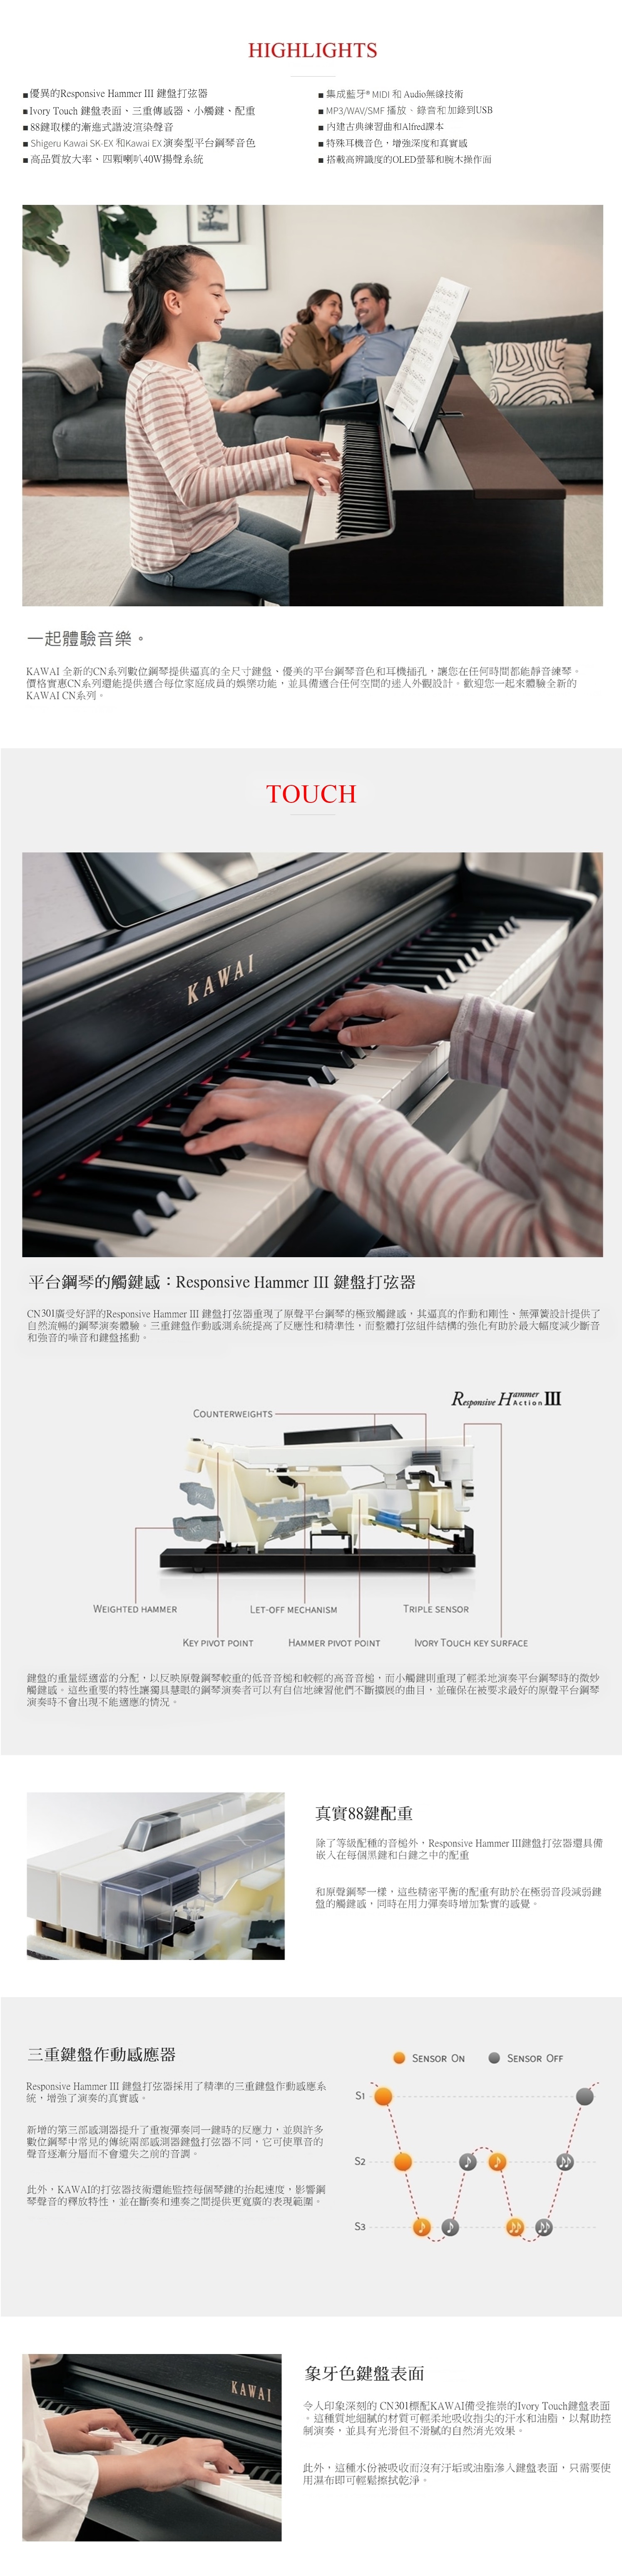 HIGHLIGHTS
■優異的Responsive Hammer III 鍵盤打弦器
■Ivory Touch 鍵盤表面、三重傳感器、小觸鍵、配重
■88鍵取樣的漸進式諧波渲染聲音
■Shigeru Kawai SK-EX 和Kawai EX演奏型平台鋼琴音色
■高品質放大率、四顆喇叭40W揚聲系統
■集成藍牙® MIDI 和 Audio無線技術
■MP3/WAV/SMF 播放、錄音和加錄到USB
■內建古典練習曲和Alfred課本
■特殊耳機音色，增強深度和真實感
■搭載高辨識度的OLED螢幕和腕木操作面
一起體驗音樂。
KAWAI 全新的CN系列數位鋼琴提供逼真的全尺寸鍵盤、優美的平台鋼琴音色和耳機插孔，讓您在任何時間都能靜音練琴。
價格實惠CN系列還能提供適合每位家庭成員的娛樂功能，並具備適合任何空間的迷人外觀設計。歡迎您一起來體驗全新的
KAWAI CN系列。
TOUCH
KAWAI
平台鋼琴的觸鍵感：Responsive Hammer III 鍵盤打弦器
CN301廣受好評的Responsive Hammer III 鍵盤打弦器重現了原聲平台鋼琴的極致觸鍵感，其逼真的作動和剛性、無彈簧設計提供了
自然流暢的鋼琴演奏體驗。三重鍵盤作動感測系統提高了反應性和精準性，而整體打弦組件結構的強化有助於最大幅度減少斷音
和強音的噪音和鍵盤搖動。
Responsive Hammer Action III
COUNTERWEIGHTS
WEIGHTED HAMMER
LET-OFF MECHANISM
TRIPLE SENSOR
KEY PIVOT POINT
HAMMER PIVOT POINT
IVORY TOUCH KEY SURFACE
鍵盤的重量經適當的分配，以反映原聲鋼琴較重的低音音槌和較輕的高音音槌，而小觸鍵則重現了輕柔地演奏平台鋼琴時的微妙
觸鍵感。這些重要的特性讓獨具慧眼的鋼琴演奏者可以有自信地練習他們不斷擴展的曲目，並確保在被要求最好的原聲平台鋼琴
演奏時不會出現不能適應的情況。
真實88鍵配重
除了等級配種的音槌外，Responsive Hammer III鍵盤打弦器還具備
嵌入在每個黑鍵和白鍵之中的配重
和原聲鋼琴一樣，這些精密平衡的配重有助於在極弱音段減弱鍵
盤的觸鍵感，同時在用力彈奏時增加紮實的感覺。
三重鍵盤作動感應器
Responsive Hammer III 鍵盤打弦器採用了精準的三重鍵盤作動感應系
統，增強了演奏的真實感。
新增的第三部感測器提升了重複彈奏同一鍵時的反應力，並與許多
數位鋼琴中常見的傳統兩部感測器鍵盤打弦器不同，它可使單音的
聲音逐漸分層而不會遺失之前的音調。
此外，KAWAI的打弦器技術還能監控每個琴鍵的抬起速度，影響鋼
琴聲音的釋放特性，並在斷奏和連奏之間提供更寬廣的表現範圍。
SENSOR ON
SENSOR OFF
S1
S2
S3
KAWAI
象牙色鍵盤表面
令人印象深刻的 CN301標配KAWAI備受推崇的Ivory Touch鍵盤表面
。這種質地細膩的材質可輕柔地吸收指尖的汗水和油脂，以幫助控
制演奏，並具有光滑但不滑膩的自然消光效果。
此外，這種水份被吸收而沒有汙垢或油脂滲入鍵盤表面，只需要使
用濕布即可輕鬆擦拭乾淨。